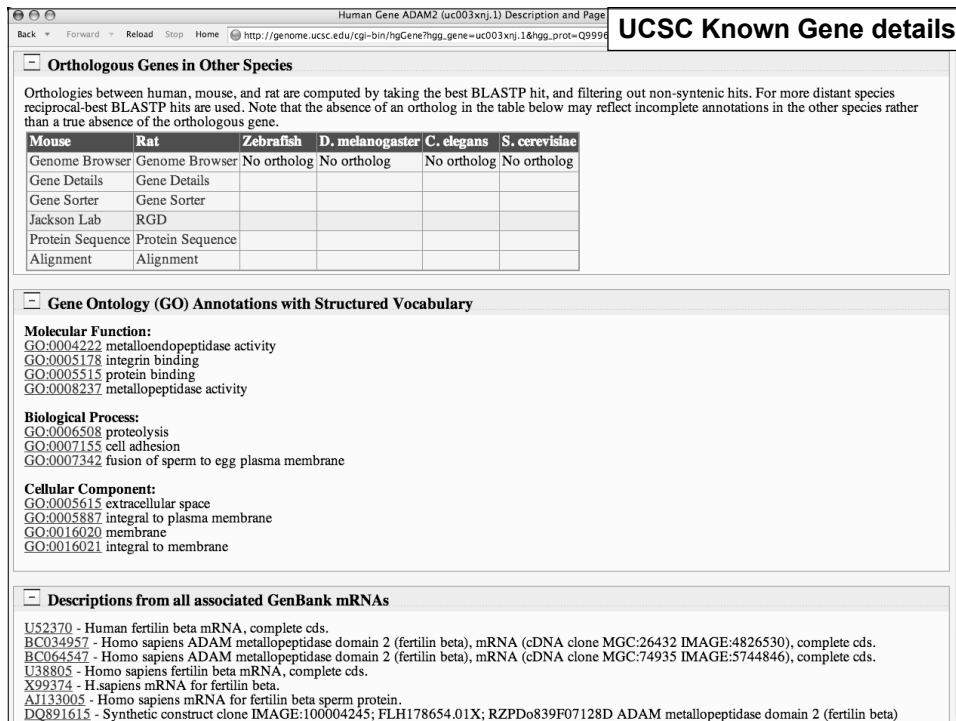 Human Gene ADAM2 (uc003xnj.1) Description and Page
UCSC Known Gene details
Back Forward Reload Stop Home http://genome.ucsc.edu/cgi-bin/hgGene?hgg_gene=uc003xnj.1&hgg_prot=Q9996
Orthologous Genes in Other Species
Orthologies between human, mouse, and rat are computed by taking the best BLASTP hit, and filtering out non-syntenic hits. For more distant species
reciprocal-best BLASTP hits are used. Note that the absence of an ortholog in the table below may reflect incomplete annotations in the other species rather
than a true absence of the orthologous gene.
Mouse Rat Zebrafish D. melanogaster C. elegans S. cerevisiae
Genome Browser Genome Browser No ortholog No ortholog No ortholog No ortholog
Gene Details Gene Details
Gene Sorter Gene Sorter
Jackson Lab RGD
Protein Sequence Protein Sequence
Alignment Alignment
Gene Ontology (GO) Annotations with Structured Vocabulary
Molecular Function:
GO:0004222 metalloendopeptidase activity
GO:0005178 integrin binding
GO:0005515 protein binding
GO:0008237 metallopeptidase activity
Biological Process:
GO:0006508 proteolysis
GO:0007155 cell adhesion
GO:0007342 fusion of sperm to egg plasma membrane
Cellular Component:
GO:0005615 extracellular space
GO:0005887 integral to plasma membrane
GO:0016020 membrane
GO:0016021 integral to membrane
Descriptions from all associated GenBank mRNAs
U52370 - Human fertilin beta mRNA, complete cds.
BC034957 - Homo sapiens ADAM metallopeptidase domain 2 (fertilin beta), mRNA (cDNA clone MGC:26432 IMAGE:4826530), complete cds.
BC064547 - Homo sapiens ADAM metallopeptidase domain 2 (fertilin beta), mRNA (cDNA clone MGC:74935 IMAGE:5744846), complete cds.
U38805 - Homo sapiens fertilin beta mRNA, complete cds.
X99374 - H.sapiens mRNA for fertilin beta.
AJ133005 - Homo sapiens mRNA for fertilin beta sperm protein.
DQ891615 - Synthetic construct clone IMAGE:100004245; FLH178654.01X; RZPDo839F07128D ADAM metallopeptidase domain 2 (fertilin beta)